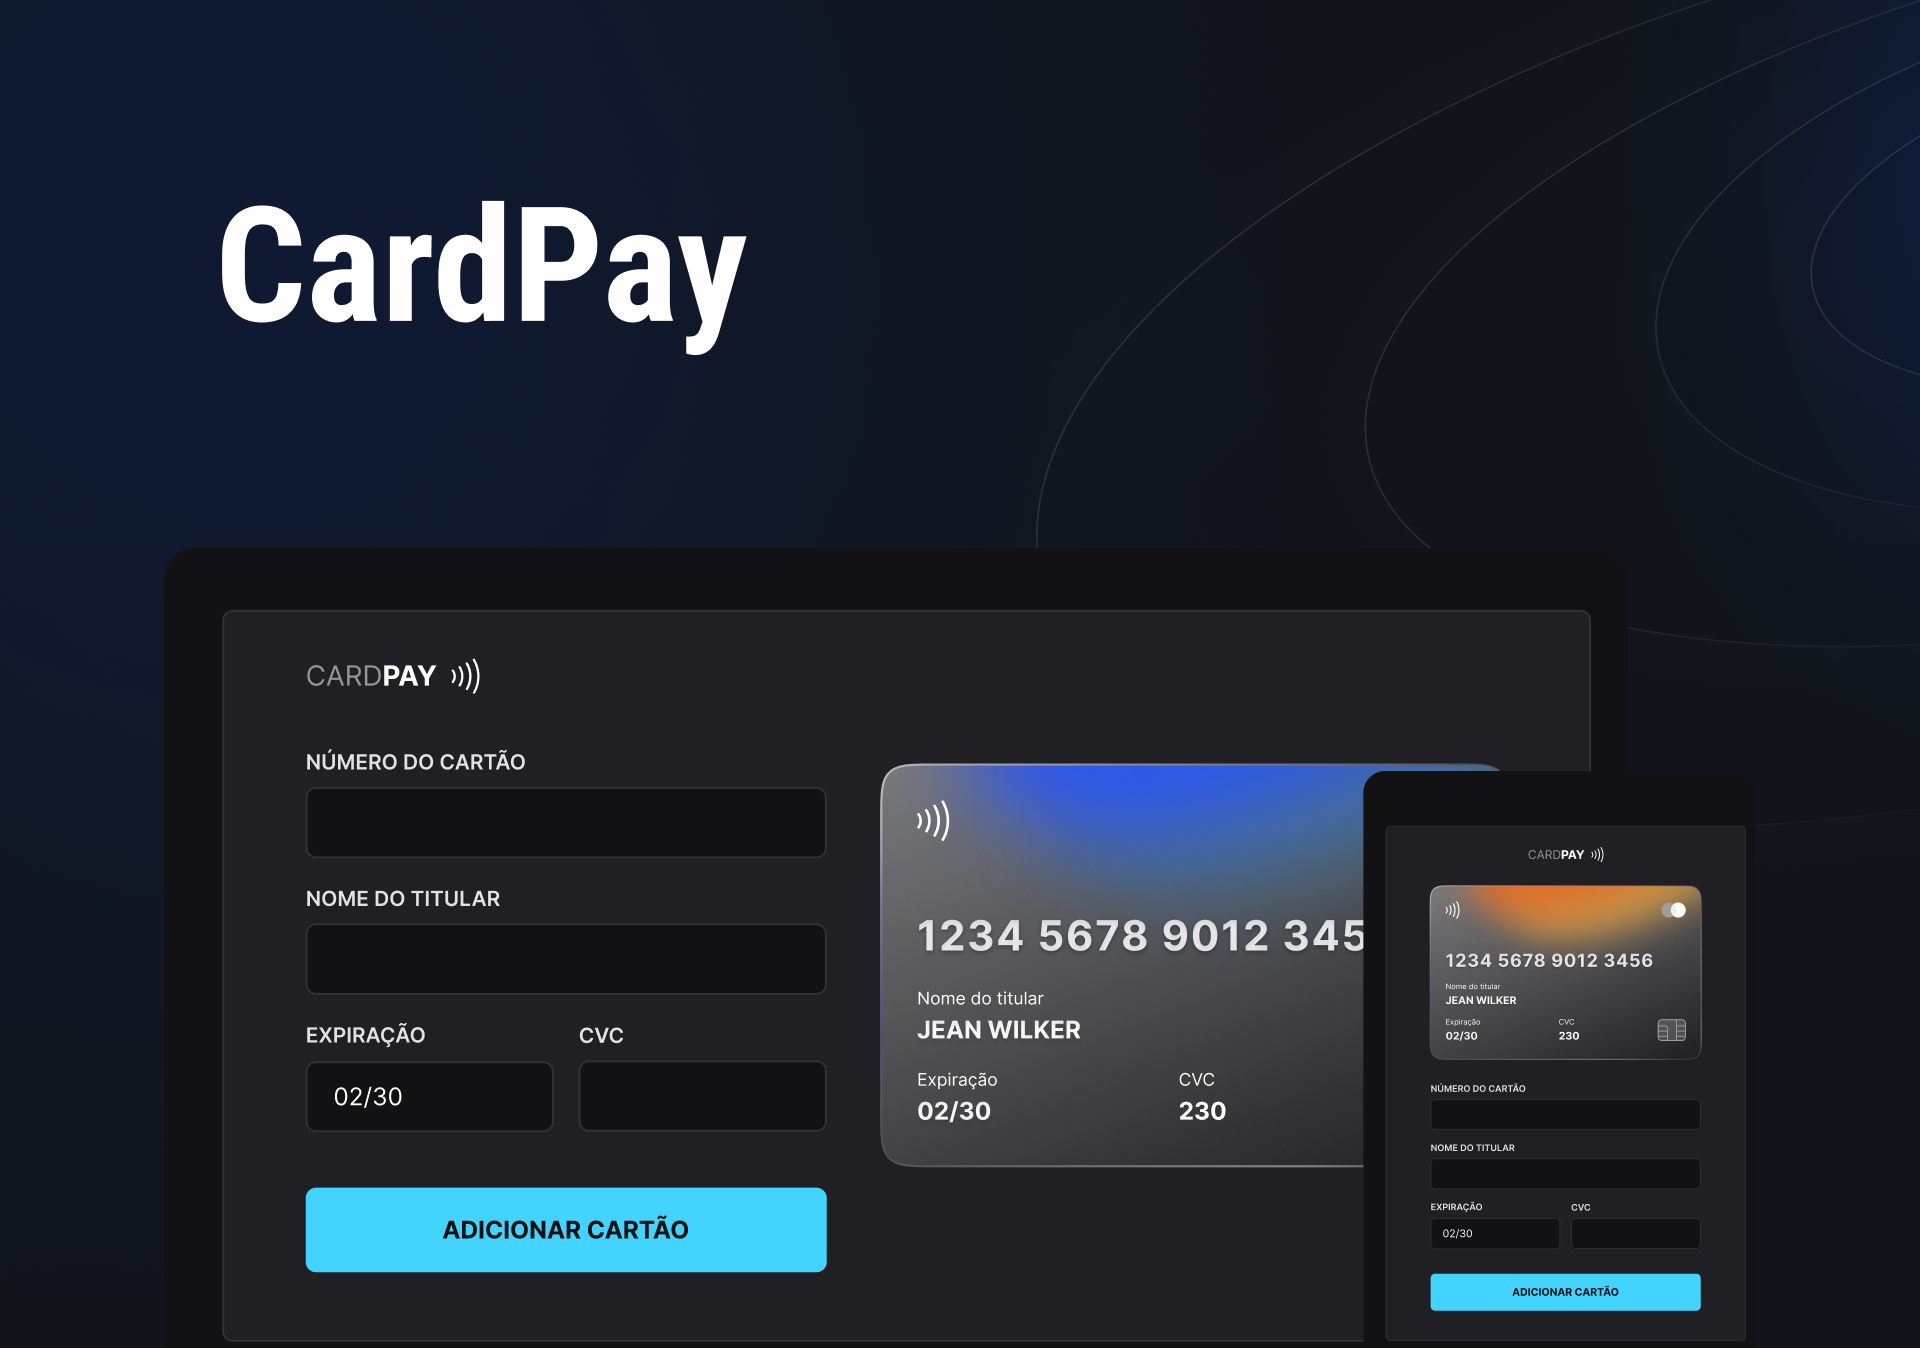 CardPay
CARDPAY
NÚMERO DO CARTÃO
NOME DO TITULAR
EXPIRAÇÃO CVC
02/30
ADICIONAR CARTÃO
1234 5678 9012 345
Nome do titular
JEAN WILKER
Expiração CVC
02/30 230
CARDPAY
1234 5678 9012 3456
Nome do titular
JEAN WILKER
Expiração CVC
02/30 230
NÚMERO DO CARTÃO
NOME DO TITULAR
EXPIRAÇÃO CVC
02/30
ADICIONAR CARTÃO